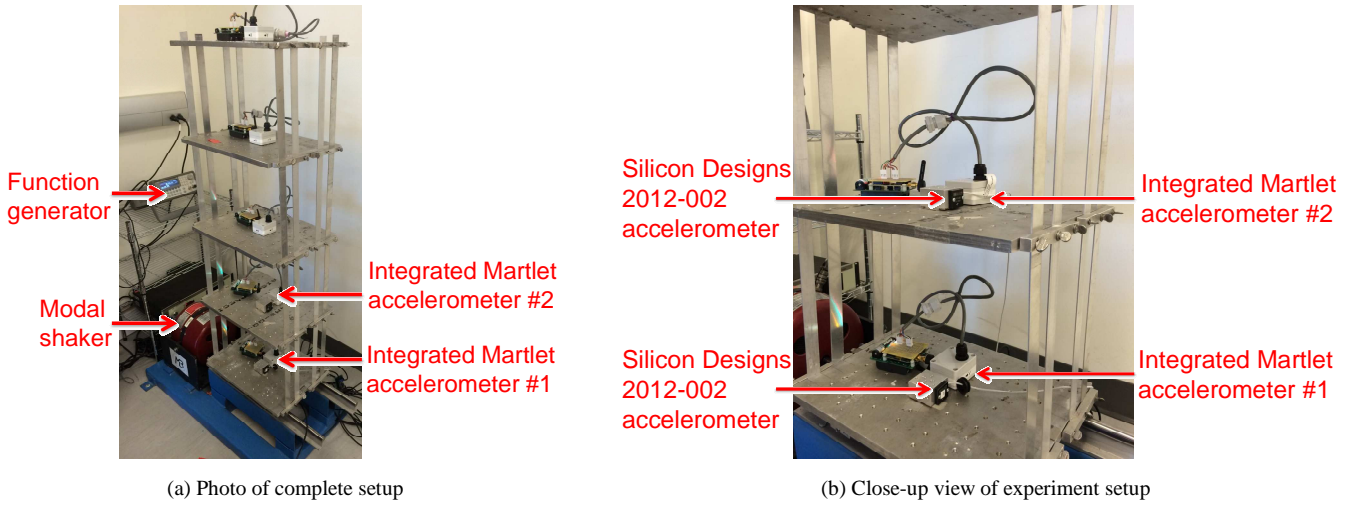 Function
generator
Modal
shaker
Integrated Martlet
accelerometer #2
Integrated Martlet
accelerometer #1
(a) Photo of complete setup
Silicon Designs
2012-002
accelerometer
Silicon Designs
2012-002
accelerometer
Integrated Martlet
accelerometer #2
Integrated Martlet
accelerometer #1
(b) Close-up view of experiment setup